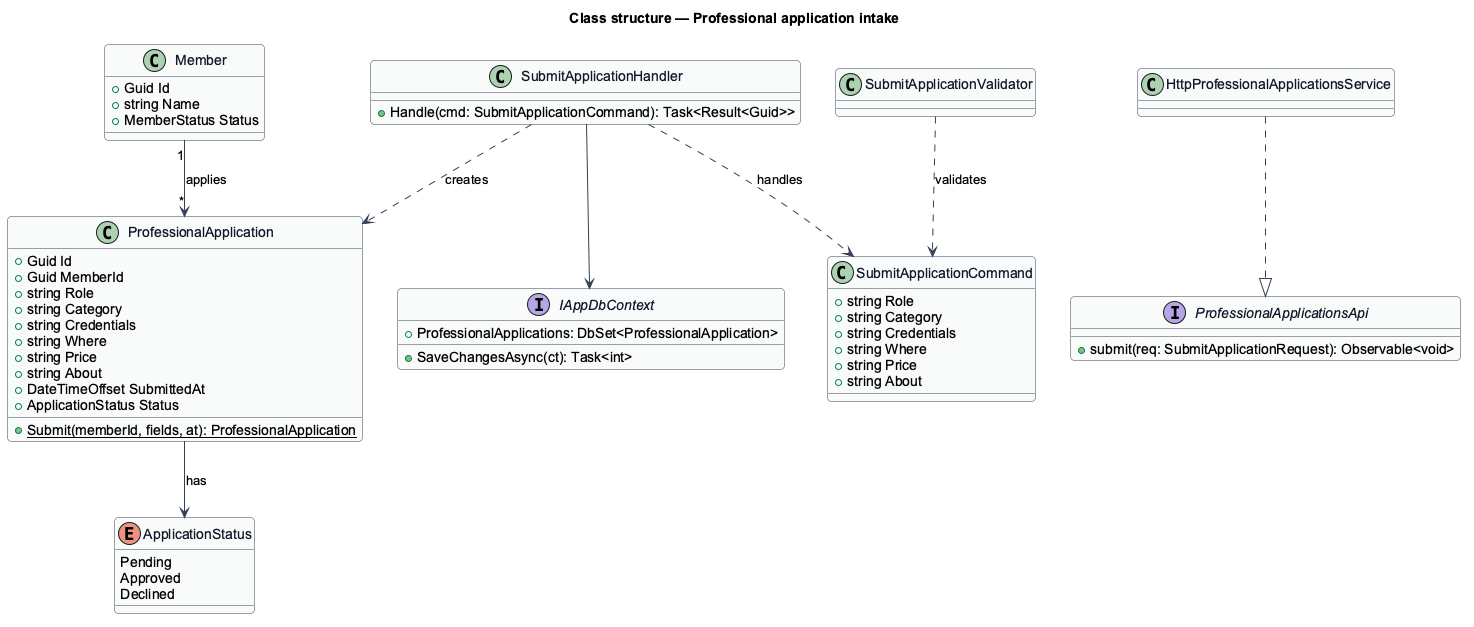 Class structure — Professional application intake
C Member
Guid Id
string Name
MemberStatus Status
C SubmitApplicationHandler
Handle(cmd: SubmitApplicationCommand): Task<Result<Guid>>
C SubmitApplicationValidator
C HttpProfessionalApplicationsService
1
applies
*
creates
handles
validates
C ProfessionalApplication
Guid Id
Guid MemberId
string Role
string Category
string Credentials
string Where
string Price
string About
DateTimeOffset SubmittedAt
ApplicationStatus Status
Submit(memberId, fields, at): ProfessionalApplication
I IAppDbContext
ProfessionalApplications: DbSet<ProfessionalApplication>
SaveChangesAsync(ct): Task<int>
C SubmitApplicationCommand
string Role
string Category
string Credentials
string Where
string Price
string About
I ProfessionalApplicationsApi
submit(req: SubmitApplicationRequest): Observable<void>
has
E ApplicationStatus
Pending
Approved
Declined